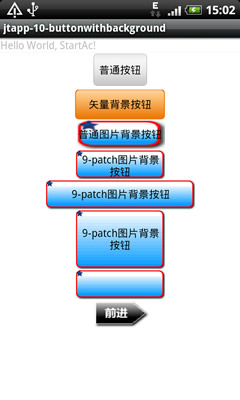 E
15:02
jtapp-10-buttonwithbackground
Hello World, StartAc!
普通按钮
矢量背景按钮
普通图片背景按钮
9-patch图片背景
按钮
9-patch图片背景按钮
9-patch图片背景
按钮
前进